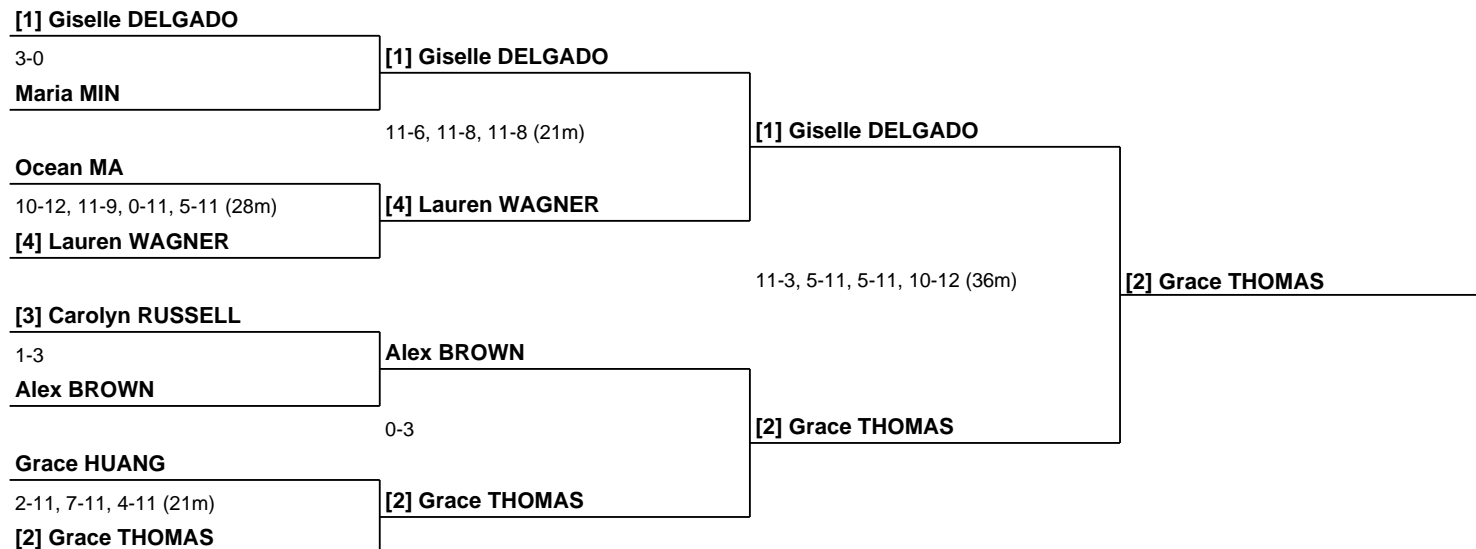 [1] Giselle DELGADO
3-0
[1] Giselle DELGADO
Maria MIN
11-6, 11-8, 11-8 (21m)
[1] Giselle DELGADO
Ocean MA
10-12, 11-9, 0-11, 5-11 (28m)
[4] Lauren WAGNER
[4] Lauren WAGNER
11-3, 5-11, 5-11, 10-12 (36m)
[2] Grace THOMAS
[3] Carolyn RUSSELL
1-3
Alex BROWN
Alex BROWN
0-3
[2] Grace THOMAS
Grace HUANG
2-11, 7-11, 4-11 (21m)
[2] Grace THOMAS
[2] Grace THOMAS